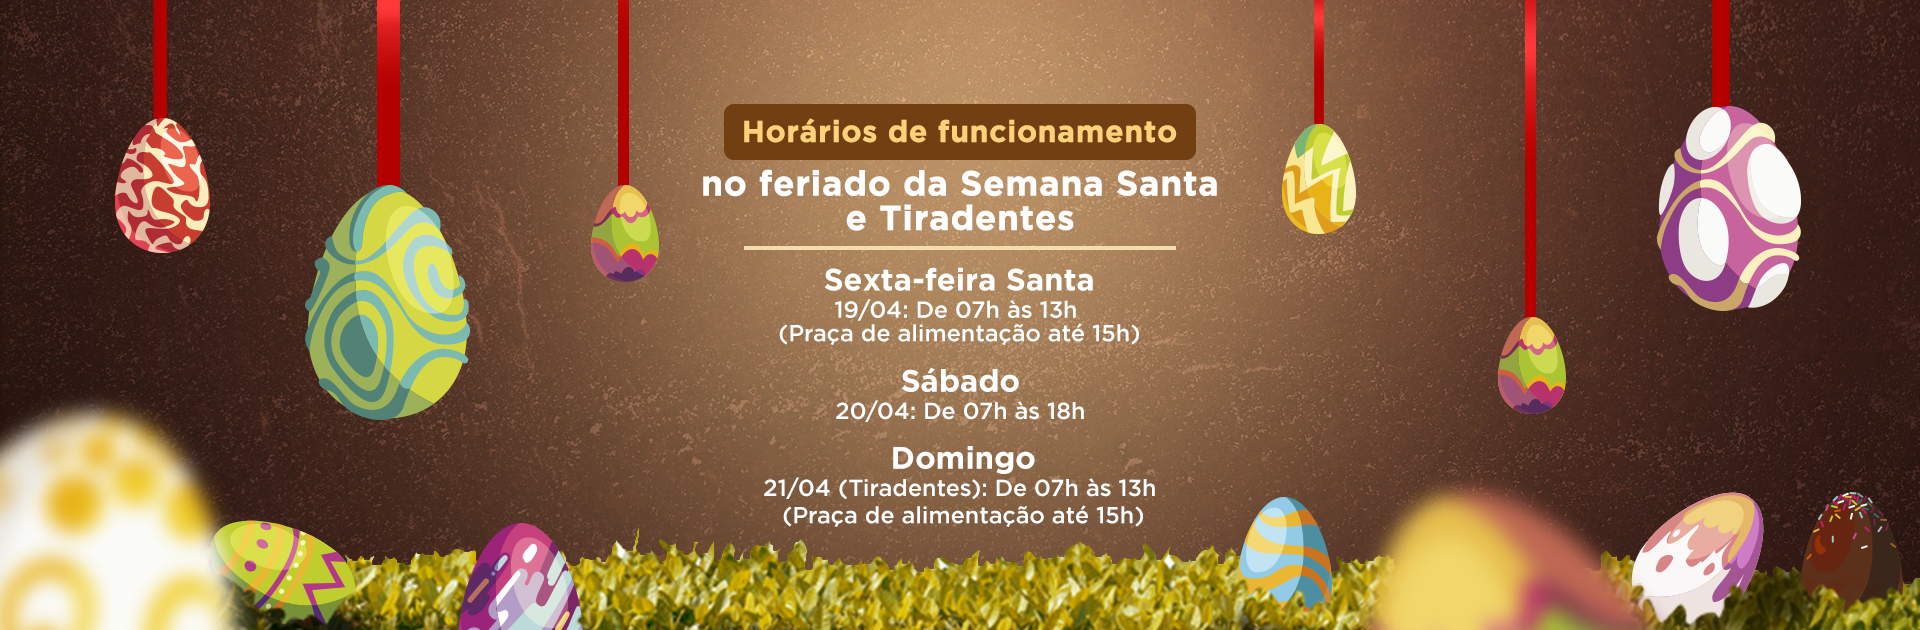 Horários de funcionamento
no feriado da Semana Santa
e Tiradentes
Sexta-feira Santa
19/04: De 07h às 13h
(Praça de alimentação até 15h)
Sábado
20/04: De 07h às 18h
Domingo
21/04 (Tiradentes): De 07h às 13h
(Praça de alimentação até 15h)